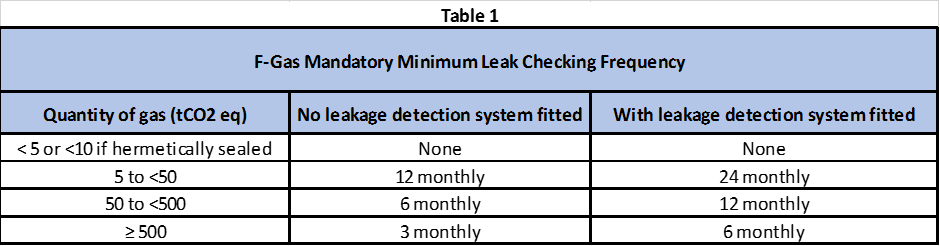 Table 1
F-Gas Mandatory Minimum Leak Checking Frequency
Quantity of gas (tCO2 eq) No leakage detection system fitted With leakage detection system fitted
< 5 or <10 if hermetically sealed None None
5 to <50 12 monthly 24 monthly
50 to <500 6 monthly 12 monthly
≥ 500 3 monthly 6 monthly